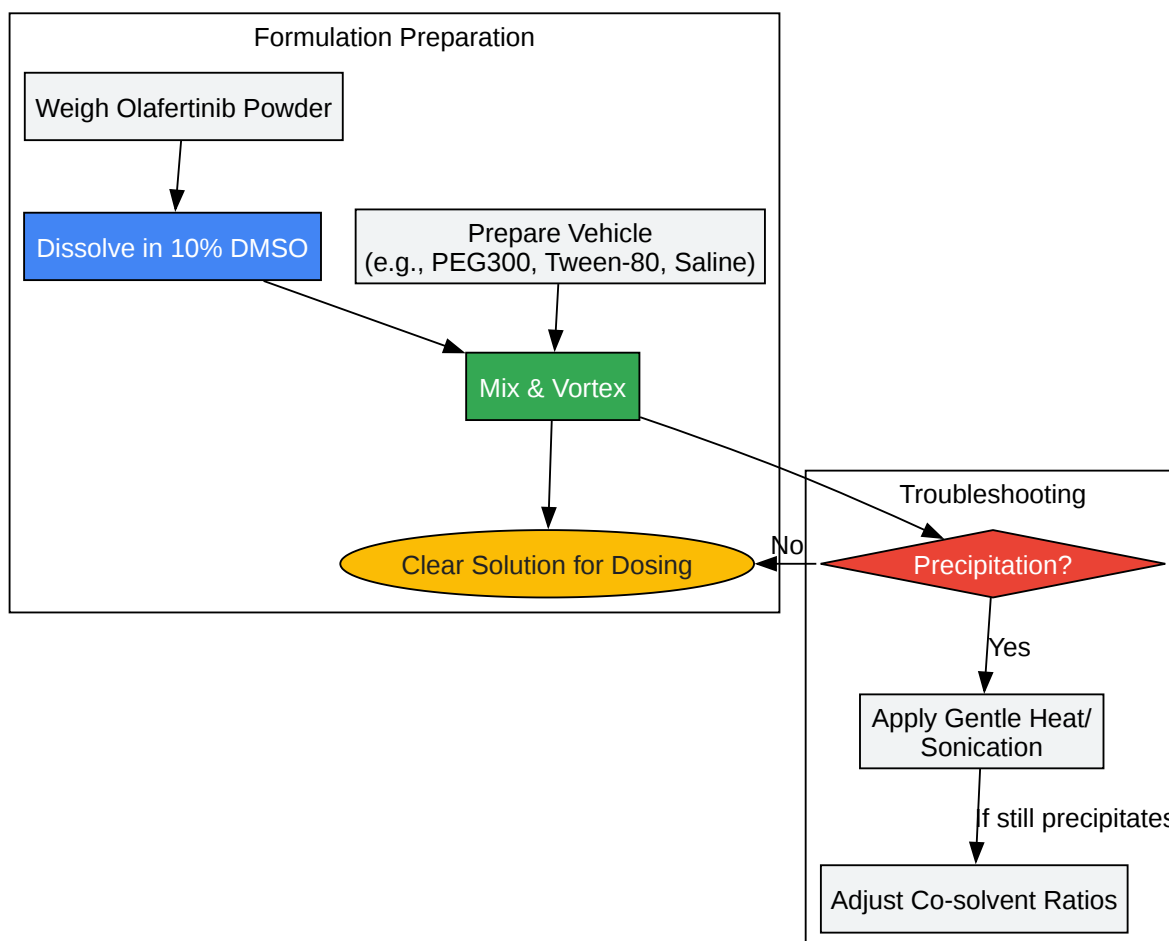 Formulation Preparation
Weigh Olafertinib Powder
Dissolve in 10% DMSO
Prepare Vehicle
(e.g., PEG300, Tween-80, Saline)
Mix & Vortex
Troubleshooting
Clear Solution for Dosing
No
Precipitation?
Yes
Apply Gentle Heat/
Sonication
If still precipitates
Adjust Co-solvent Ratios